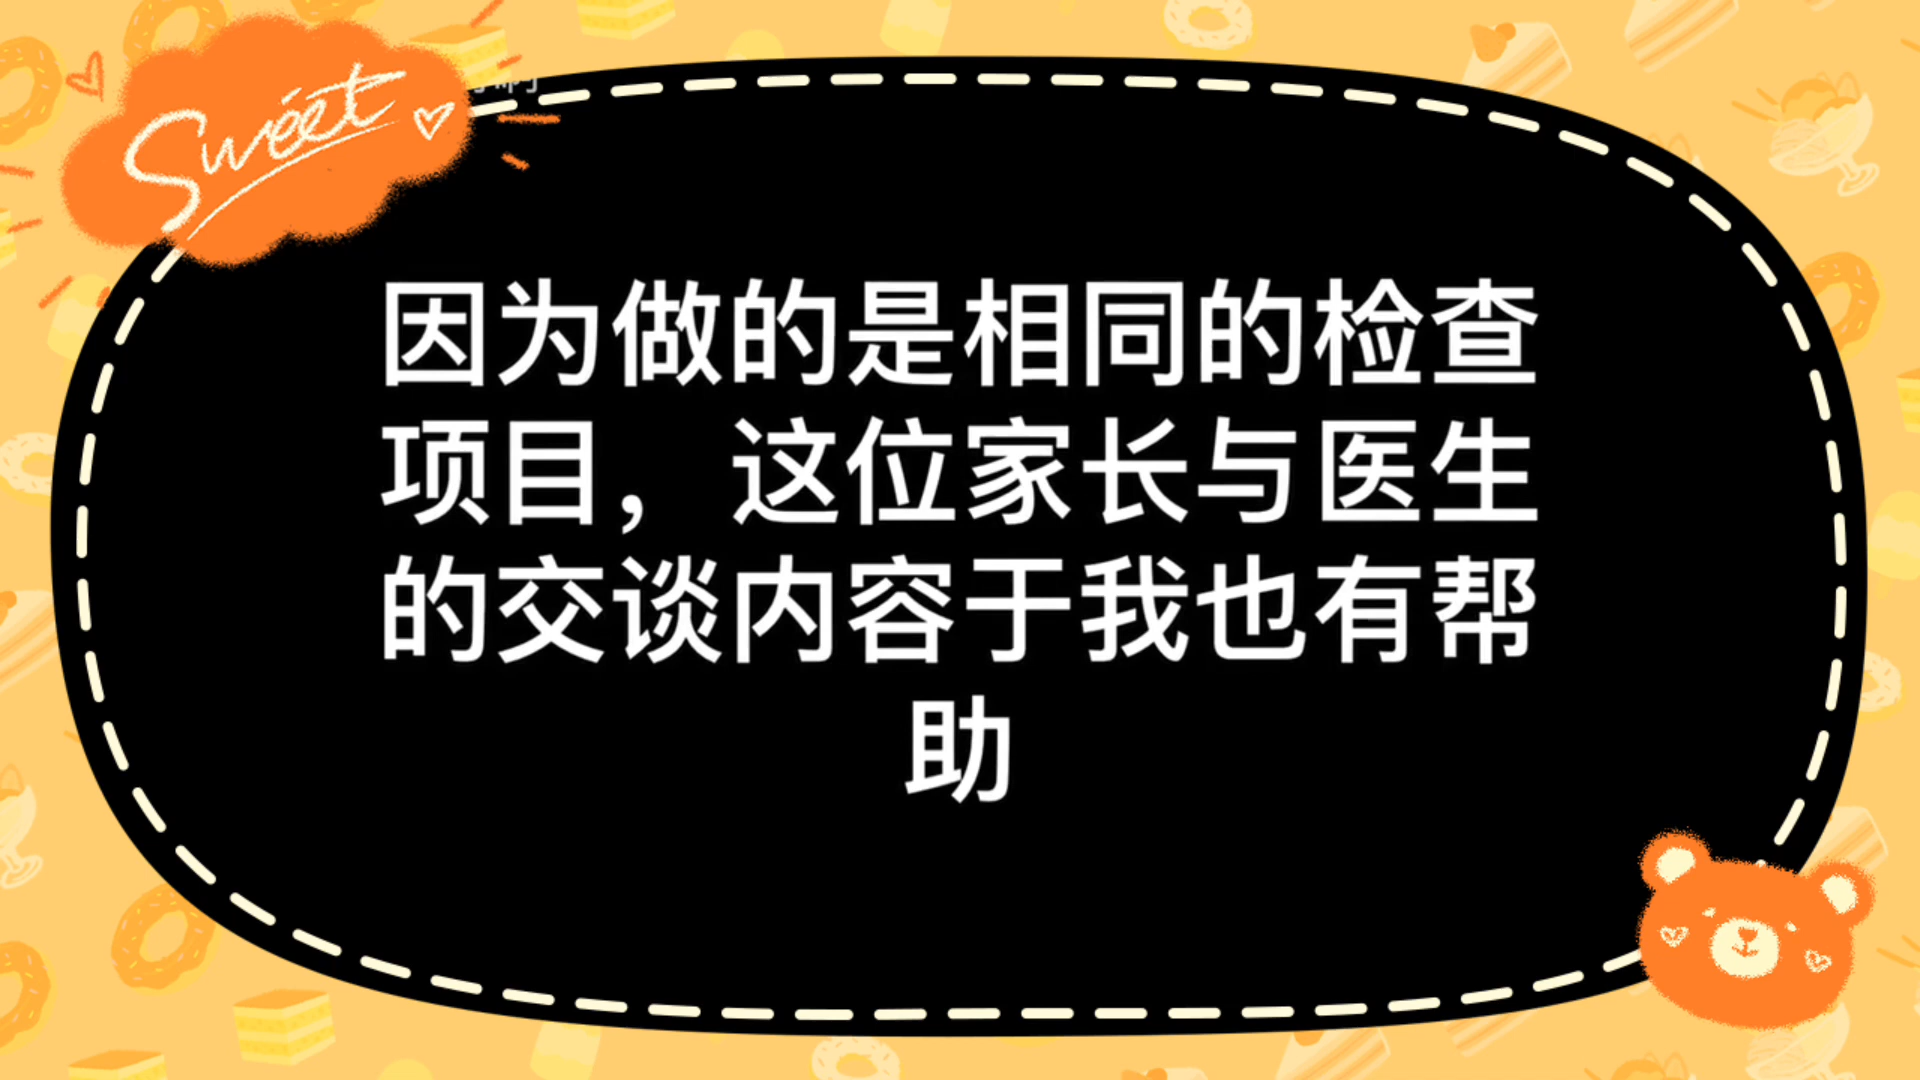 Sweet
因为做的是相同的检查
项目，这位家长与医生
的交谈内容于我也有帮
助